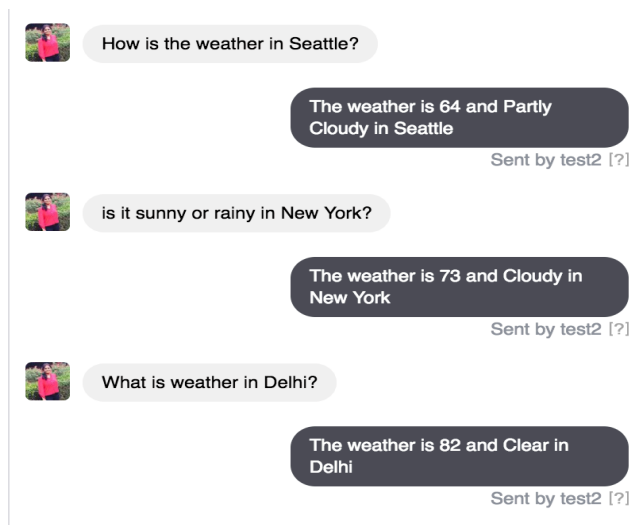 How is the weather in Seattle?
The weather is 64 and Partly
Cloudy in Seattle
Sent by test2 [?]
is it sunny or rainy in New York?
The weather is 73 and Cloudy in
New York
Sent by test2 [?]
What is weather in Delhi?
The weather is 82 and Clear in
Delhi
Sent by test2 [?]